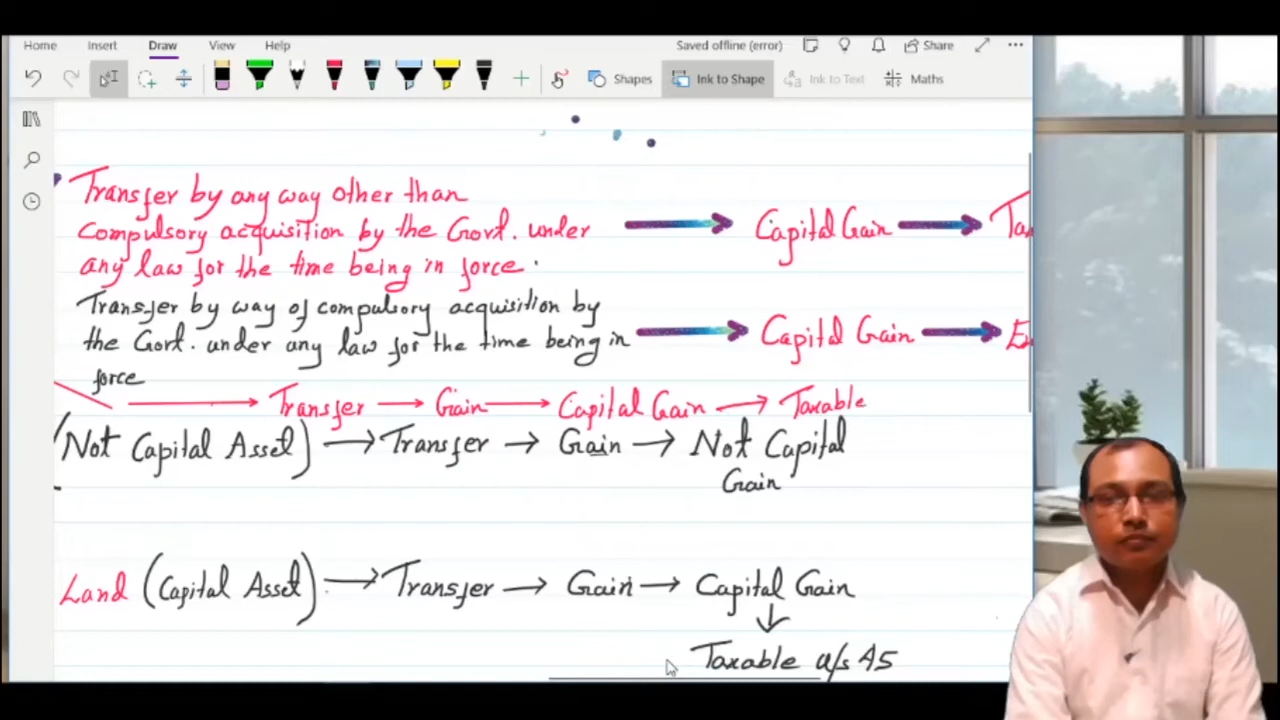 Home Insert Draw View Help Saved offline (error) Share
Ink to Shape Ink to Text Maths Shapes
Transfer by any way other than
compulsory acquisition by the Govt. under
any law for the time being in force.
Capital Gain
Transfer by way of compulsory acquisition by
the Govt. under any law for the time being in
force
Capital Gain
Transfer Gain Capital Gain Taxable
(Not Capital Asset) Transfer Gain Not Capital
Gain
Land (Capital Asset) Transfer Gain Capital Gain
Taxable u/s 45